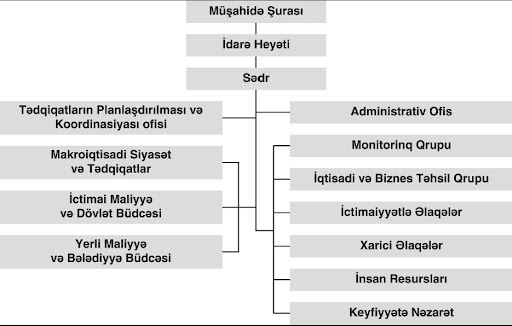 Müşahidə Şurası
İdarə Heyəti
Sədr
Tədqiqatların Planlaşdırılması və
Koordinasiyası ofisi
Makroiqtisadi Siyasət
və Tədqiqatlar
İctimai Maliyyə
və Dövlət Büdcəsi
Yerli Maliyyə
və Bələdiyyə Büdcəsi
Administrativ Ofis
Monitorinq Qrupu
İqtisadi və Biznes Təhsil Qrupu
İctimaiyyətlə Əlaqələr
Xarici Əlaqələr
İnsan Resursları
Keyfiyyətə Nəzarət